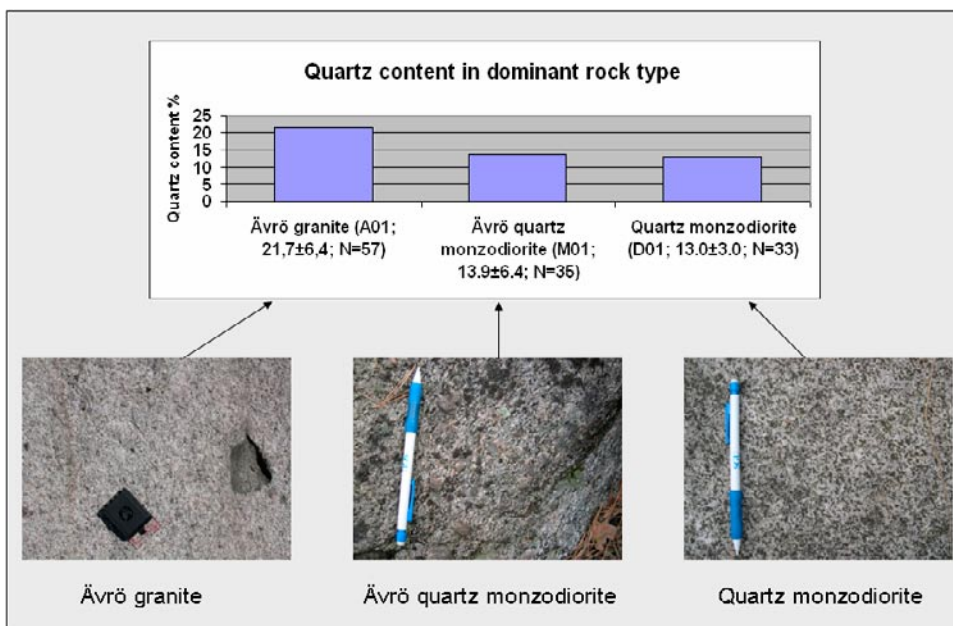 Quartz content in dominant rock type
Quartz content %
25
20
15
10
5
0
Ävrö granite (A01;
21,7±6,4; N=57)
Ävrö quartz
monzodiorite (M01;
13.9±6.4; N=35)
Quartz monzodiorite
(D01; 13.0±3.0; N=33)
Ävrö granite
Ävrö quartz monzodiorite
Quartz monzodiorite